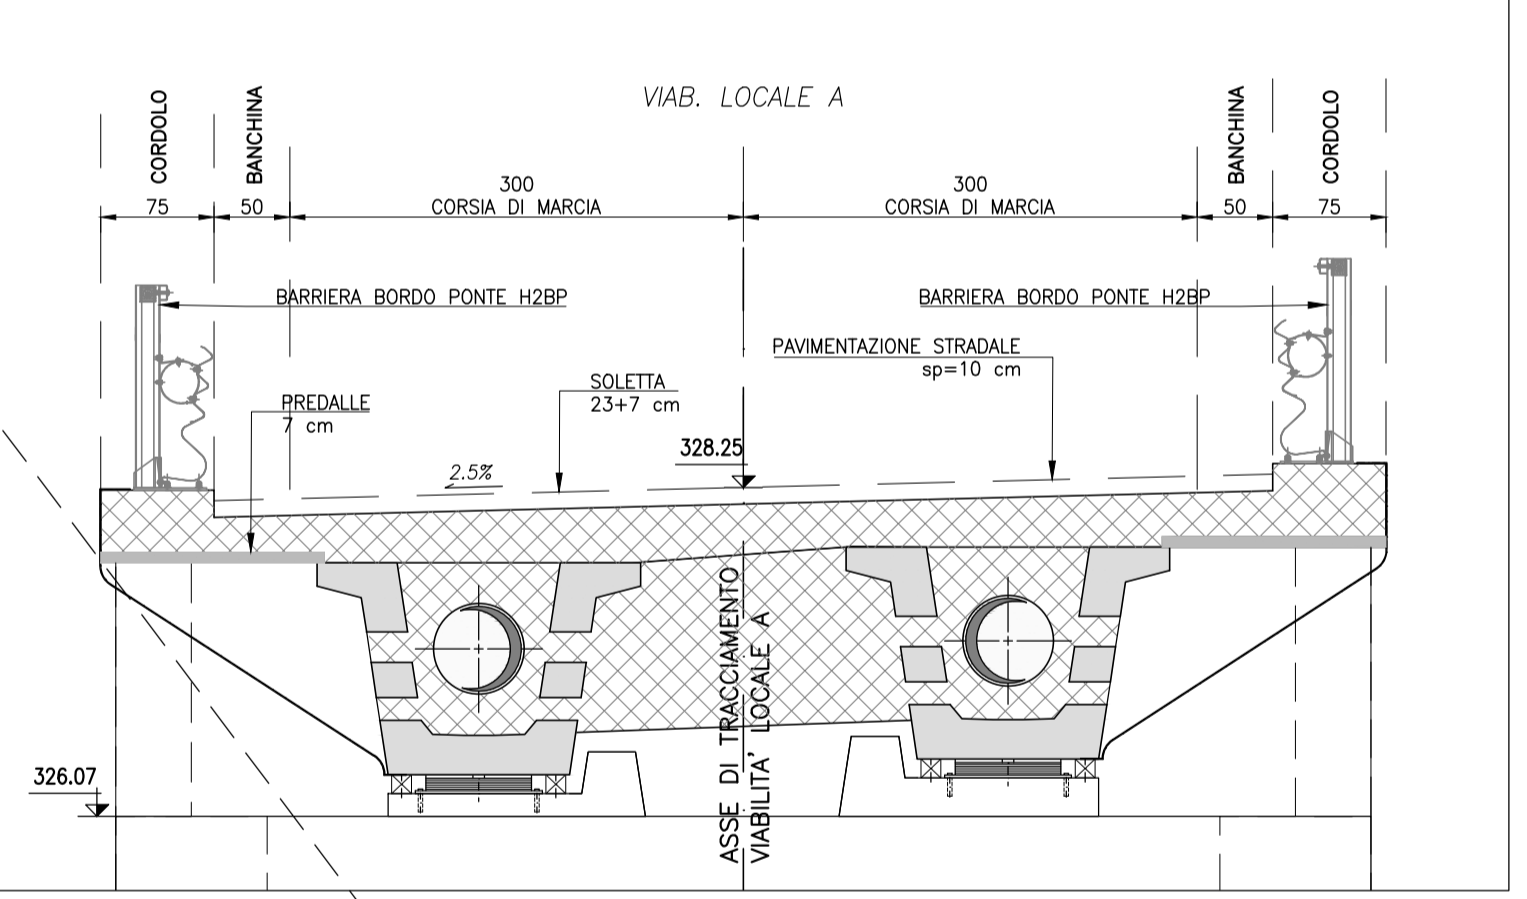 VIAB. LOCALE A
CORDOLO
BANCHINA
BANCHINA
CORDOLO
75
50
300
CORSIA DI MARCIA
300
CORSIA DI MARCIA
50
75
BARRIERA BORDO PONTE H2BP
BARRIERA BORDO PONTE H2BP
PAVIMENTAZIONE STRADALE
sp=10 cm
SOLETTA
23+7 cm
PREDALLE
7 cm
328.25
2.5%
326.07
ASSE DI TRACCIAMENTO
VIABILITA' LOCALE A